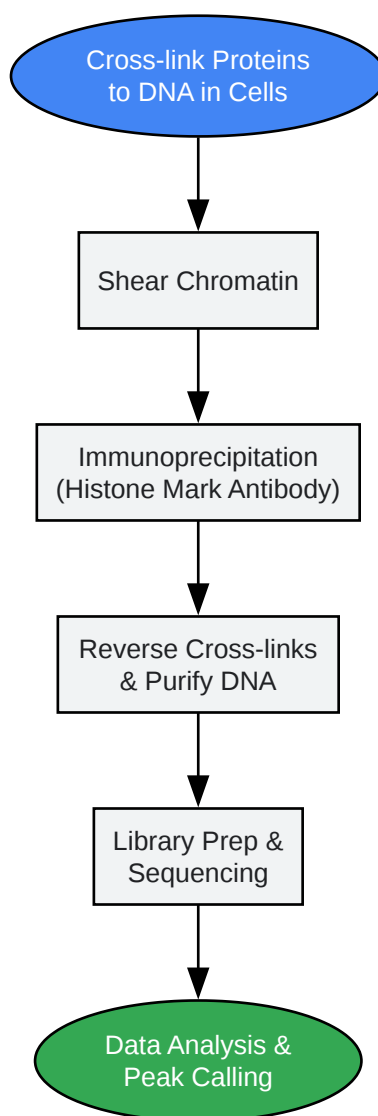 Cross-link Proteins
to DNA in Cells
Shear Chromatin
Immunoprecipitation
(Histone Mark Antibody)
Reverse Cross-links
& Purify DNA
Library Prep &
Sequencing
Data Analysis &
Peak Calling